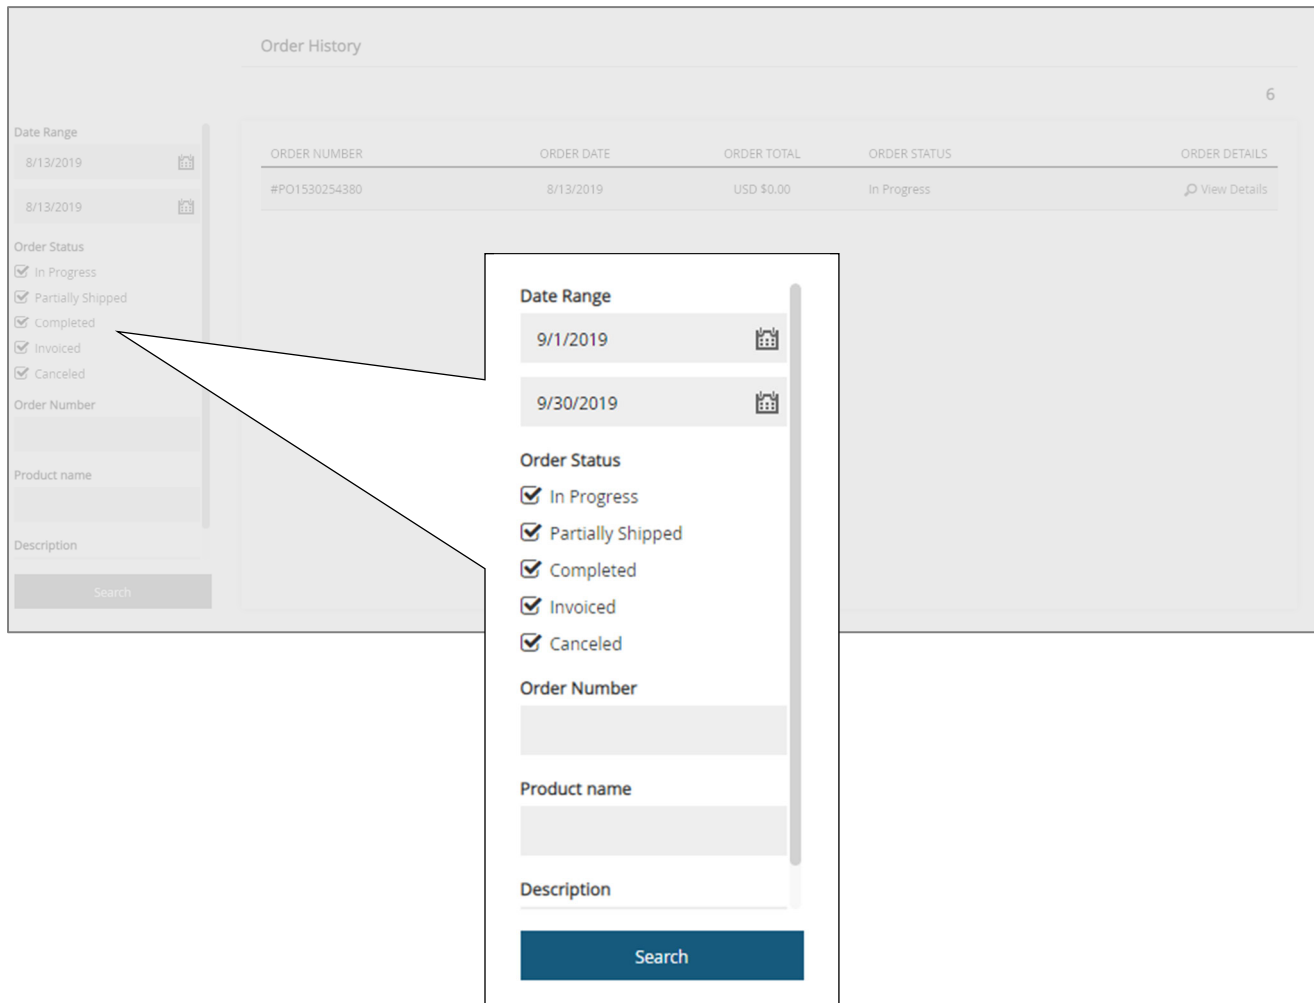 Order History
6
Date Range
8/13/2019
8/13/2019
Order Status
In Progress
Partially Shipped
Completed
Invoiced
Canceled
Order Number
Product name
Description
Search
ORDER NUMBER ORDER DATE ORDER TOTAL ORDER STATUS ORDER DETAILS
#PO1530254380 8/13/2019 USD $0.00 In Progress View Details
Date Range
9/1/2019
9/30/2019
Order Status
In Progress
Partially Shipped
Completed
Invoiced
Canceled
Order Number
Product name
Description
Search